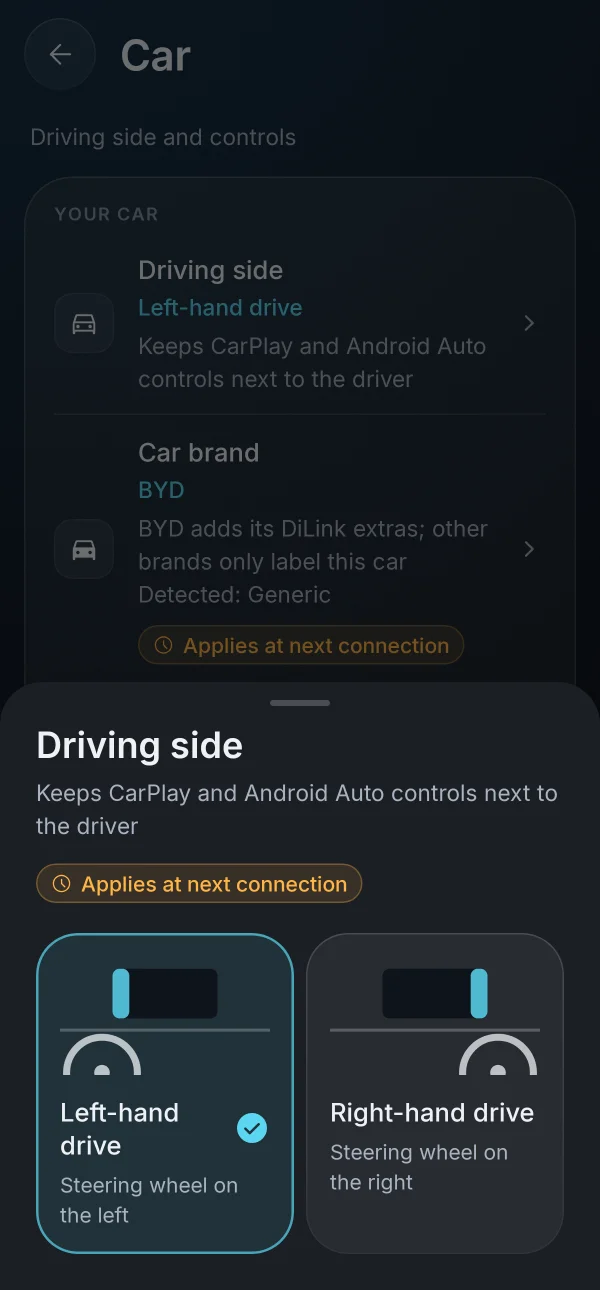 Car
Driving side and controls
YOUR CAR
Driving side
Left-hand drive
Keeps CarPlay and Android Auto
controls next to the driver
Car brand
BYD
BYD adds its DiLink extras; other
brands only label this car
Detected: Generic
Applies at next connection
Driving side
Keeps CarPlay and Android Auto controls next to
the driver
Applies at next connection
Left-hand
drive
Steering wheel on
the left
Right-hand drive
Steering wheel on
the right